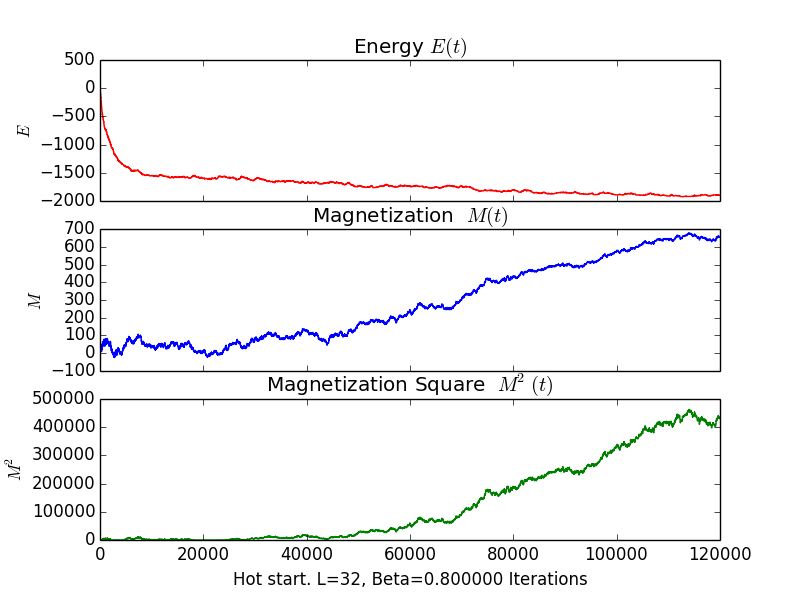 Energy E(t)
500
0
−500
−1000
−1500
−2000
E
Magnetization M(t)
700
600
500
400
300
200
100
0
−100
M
Magnetization Square M² (t)
500000
400000
300000
200000
100000
0
M²
0 20000 40000 60000 80000 100000 120000
Hot start. L=32, Beta=0.800000 Iterations